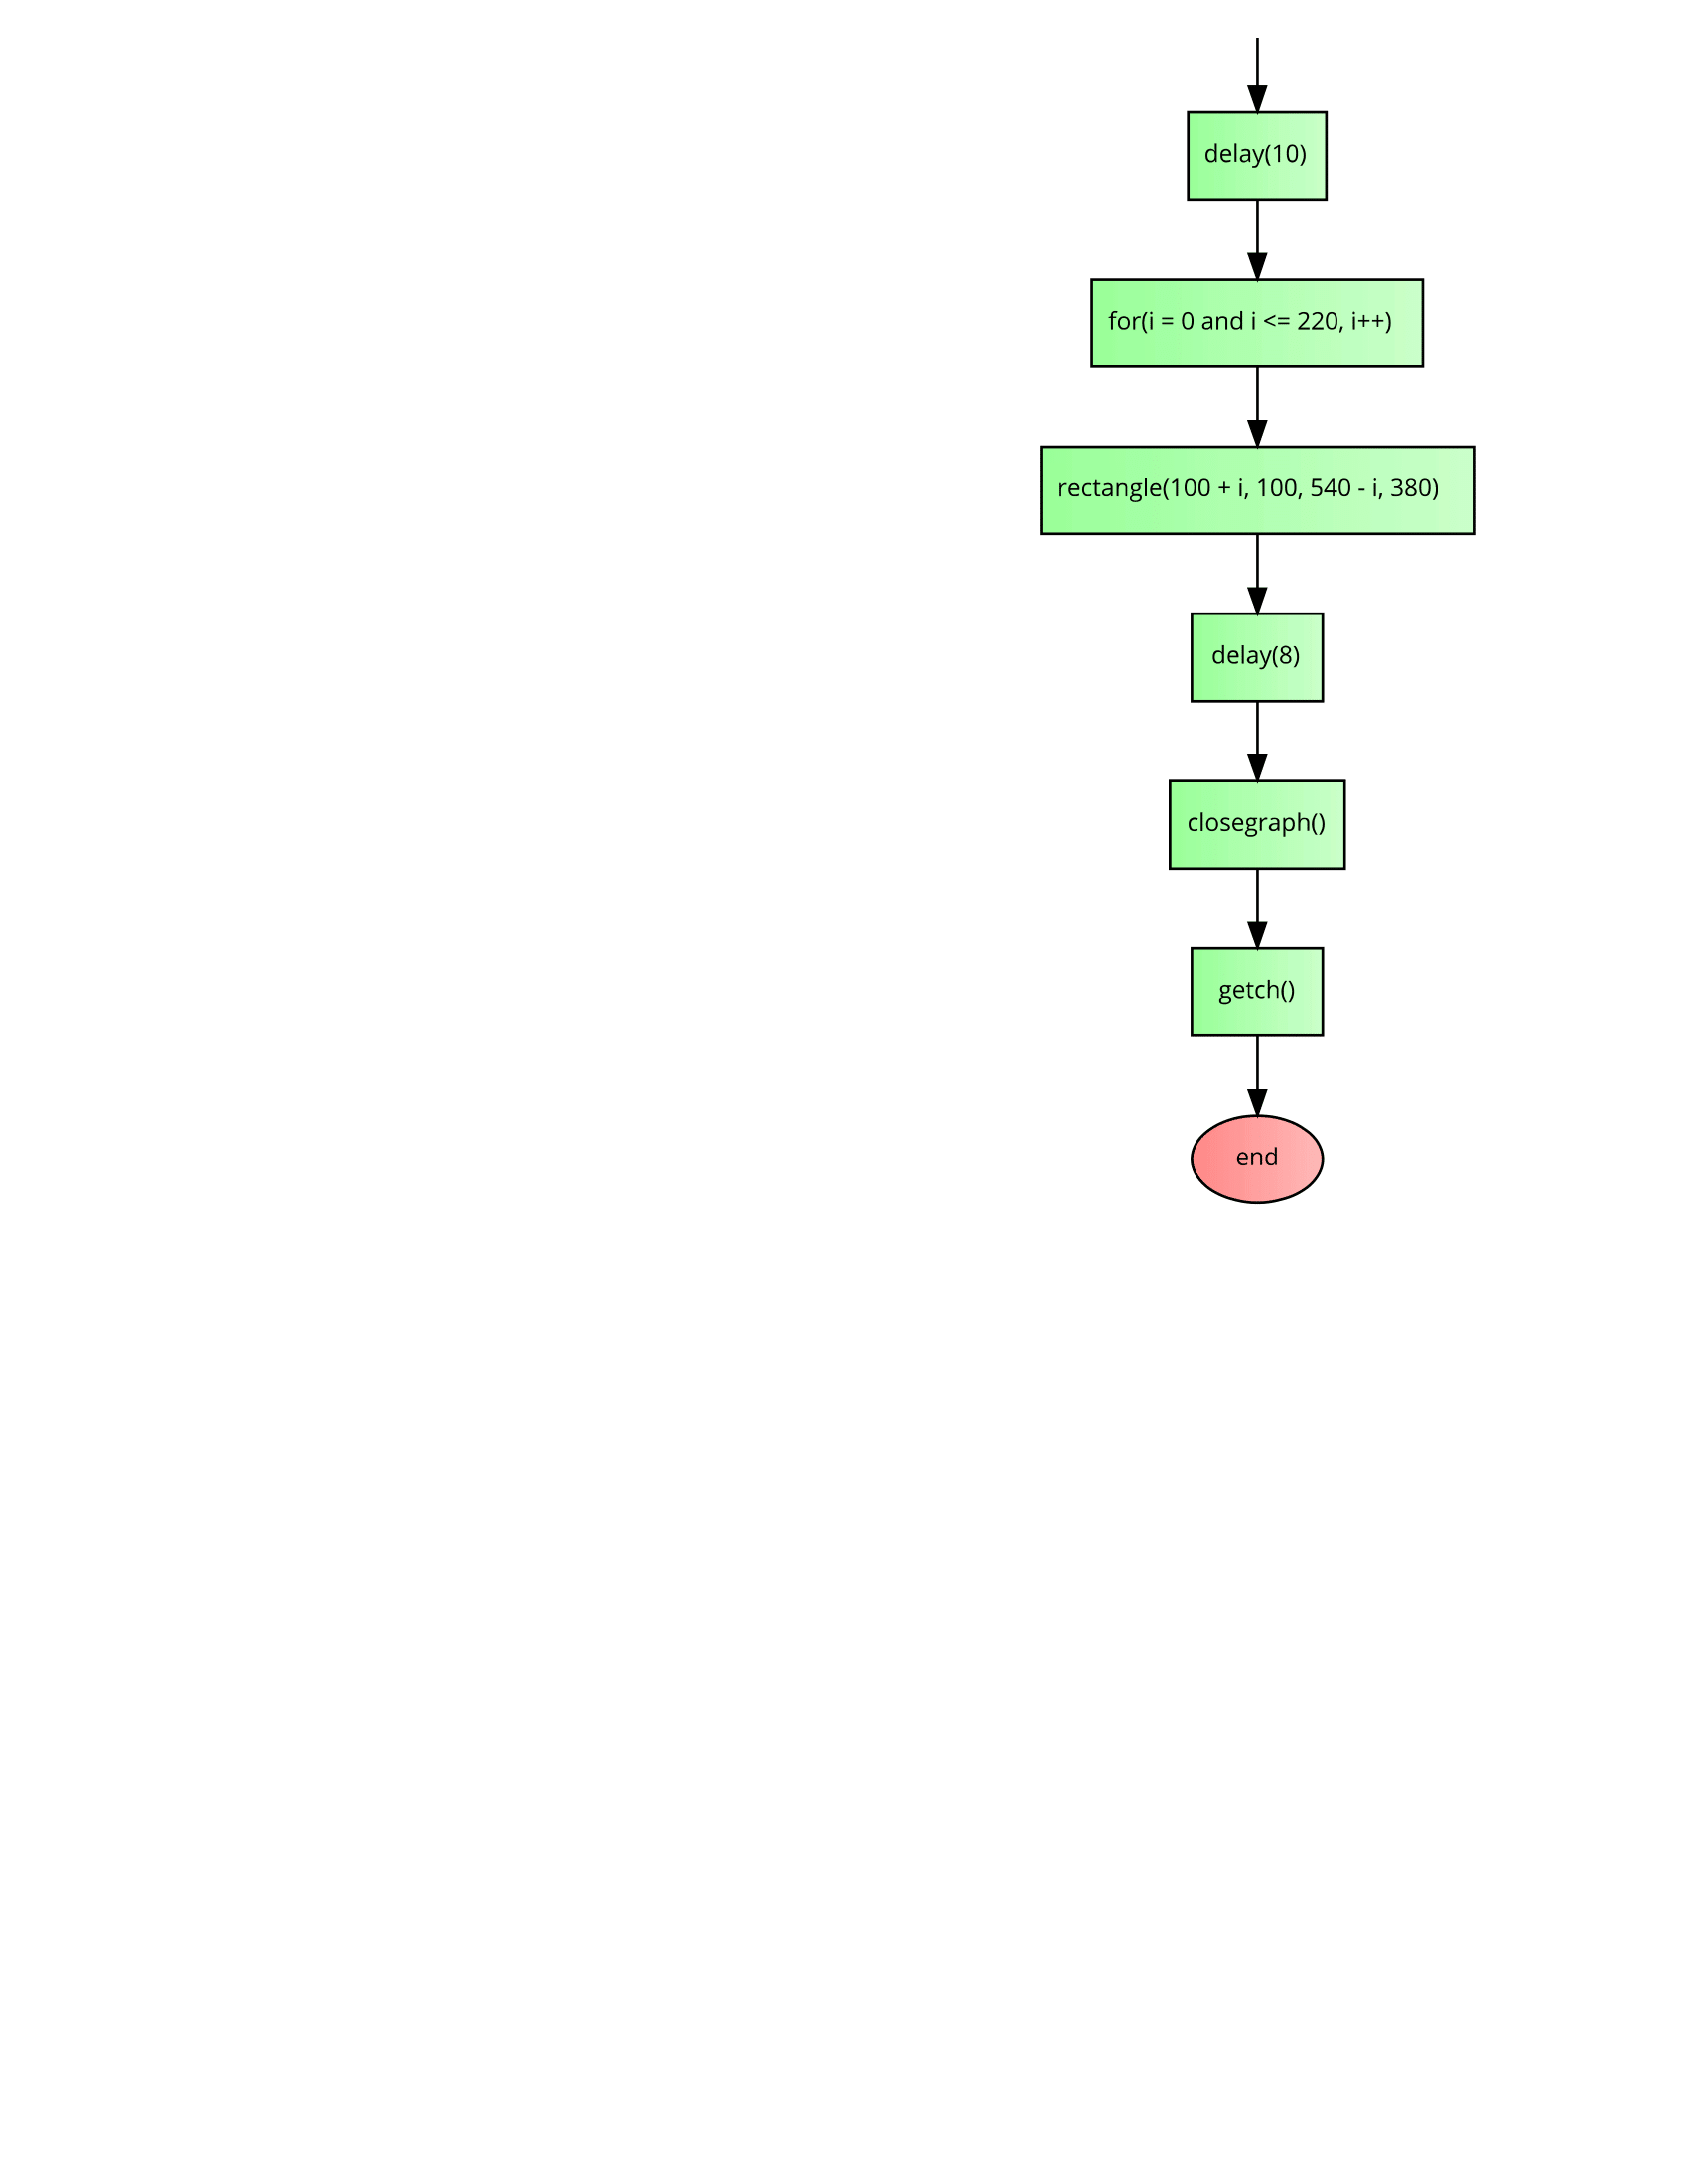 delay(10)
for(i = 0 and i <= 220, i++)
rectangle(100 + i, 100, 540 - i, 380)
delay(8)
closegraph()
getch()
end